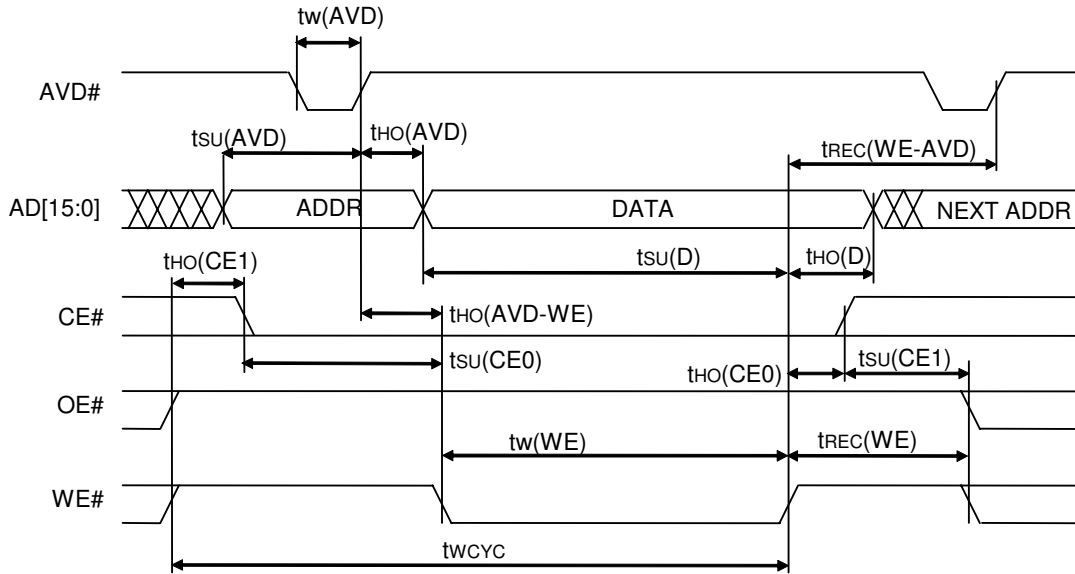 tw(AVD)
AVD#
tSU(AVD)
tHO(AVD)
tREC(WE-AVD)
AD[15:0]
ADDR
DATA
NEXT ADDR
tHO(CE1)
tSU(D)
tHO(D)
CE#
tHO(AVD-WE)
tSU(CE0)
tHO(CE0)
tSU(CE1)
OE#
tw(WE)
tREC(WE)
WE#
twCYC